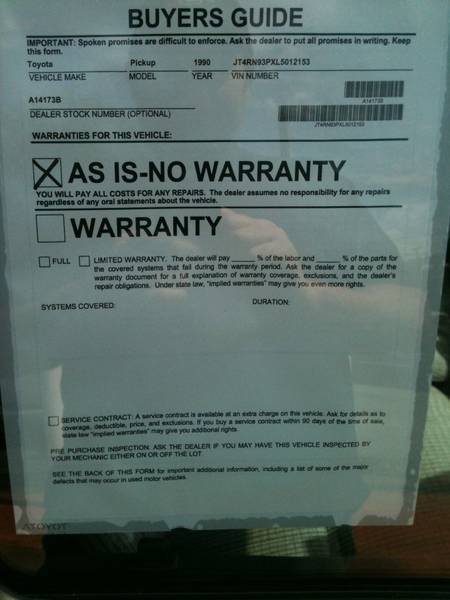 BUYERS GUIDE
IMPORTANT: Spoken promises are difficult to enforce. Ask the dealer to put all promises in writing. Keep
this form.
Toyota Pickup 1990 JT4RN93PXL5012153
VEHICLE MAKE MODEL YEAR VIN NUMBER
A14173B
A14173B
DEALER STOCK NUMBER (OPTIONAL)
JT4RN93PXL5012153
WARRANTIES FOR THIS VEHICLE:
AS IS-NO WARRANTY
YOU WILL PAY ALL COSTS FOR ANY REPAIRS. The dealer assumes no responsibility for any repairs
regardless of any oral statements about the vehicle.
WARRANTY
FULL LIMITED WARRANTY. The dealer will pay _____ % of the labor and _____ % of the parts for
the covered systems that fail during the warranty period. Ask the dealer for a copy of the
warranty document for a full explanation of warranty coverage, exclusions, and the dealer's
repair obligations. Under state law, "implied warranties" may give you even more rights.
SYSTEMS COVERED: DURATION:
SERVICE CONTRACT: A service contract is available at an extra charge on this vehicle. Ask for details as to
coverage, deductible, price, and exclusions. If you buy a service contract within 90 days of the time of sale,
state law "implied warranties" may give you additional rights.
PRE PURCHASE INSPECTION: ASK THE DEALER IF YOU MAY HAVE THIS VEHICLE INSPECTED BY
YOUR MECHANIC EITHER ON OR OFF THE LOT.
SEE THE BACK OF THIS FORM for important additional information, including a list of some of the major
defects that may occur in used motor vehicles.